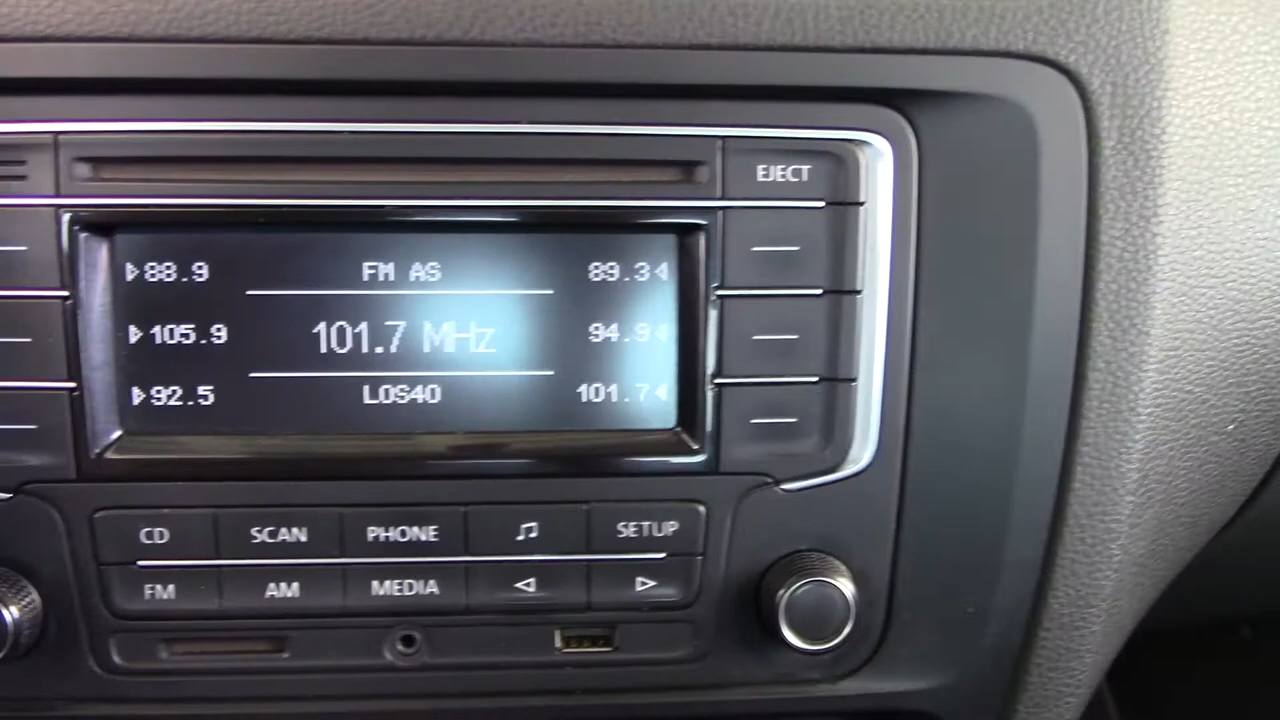 EJECT
88.9 FM AS 89.3
105.9 101.7 MHz 94.9
92.5 LOS40 101.7
CD SCAN PHONE SETUP
FM AM MEDIA